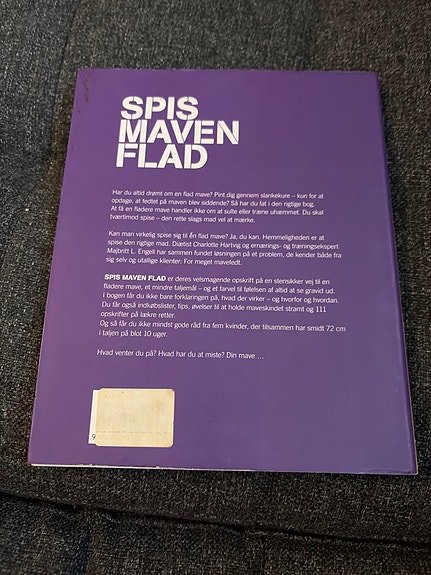 SPIS
MAVEN
FLAD
Har du altid drømt om en flad mave? Pint dig gennem slankekure – kun for at
opdage, at fedtet på maven blev siddende? Så har du fat i den rigtige bog.
At få en fladere mave handler ikke om at sulte eller træne uhæmmet. Du skal
tværtimod spise – den rette slags mad vel at mærke.
Kan man virkelig spise sig til én flad mave? Ja, du kan. Hemmeligheden er at
spise den rigtige mad. Diætist Charlotte Hartvig og ernærings- og træningsekspert
Majbritt L. Engell har sammen fundet løsningen på et problem, de kender både fra
sig selv og utallige klienter. For meget mavefedt.
SPIS MAVEN FLAD er deres velsmagende opskrift på en stensikker vej til en
fladere mave, et mindre taljemål – og et farvel til følelsen af altid at se gravid ud.
I bogen får du ikke bare forklaringen på, hvad der virker – og hvorfor og hvordan.
Du får også indkøbslister, tips, øvelser til at holde maveskindet stramt og 111
opskrifter på lækre retter.
Og så får du ikke mindst gode råd fra fem kvinder, der tilsammen har smidt 72 cm
i taljen på blot 10 uger.
Hvad venter du på? Hvad har du at miste? Din mave ...
9